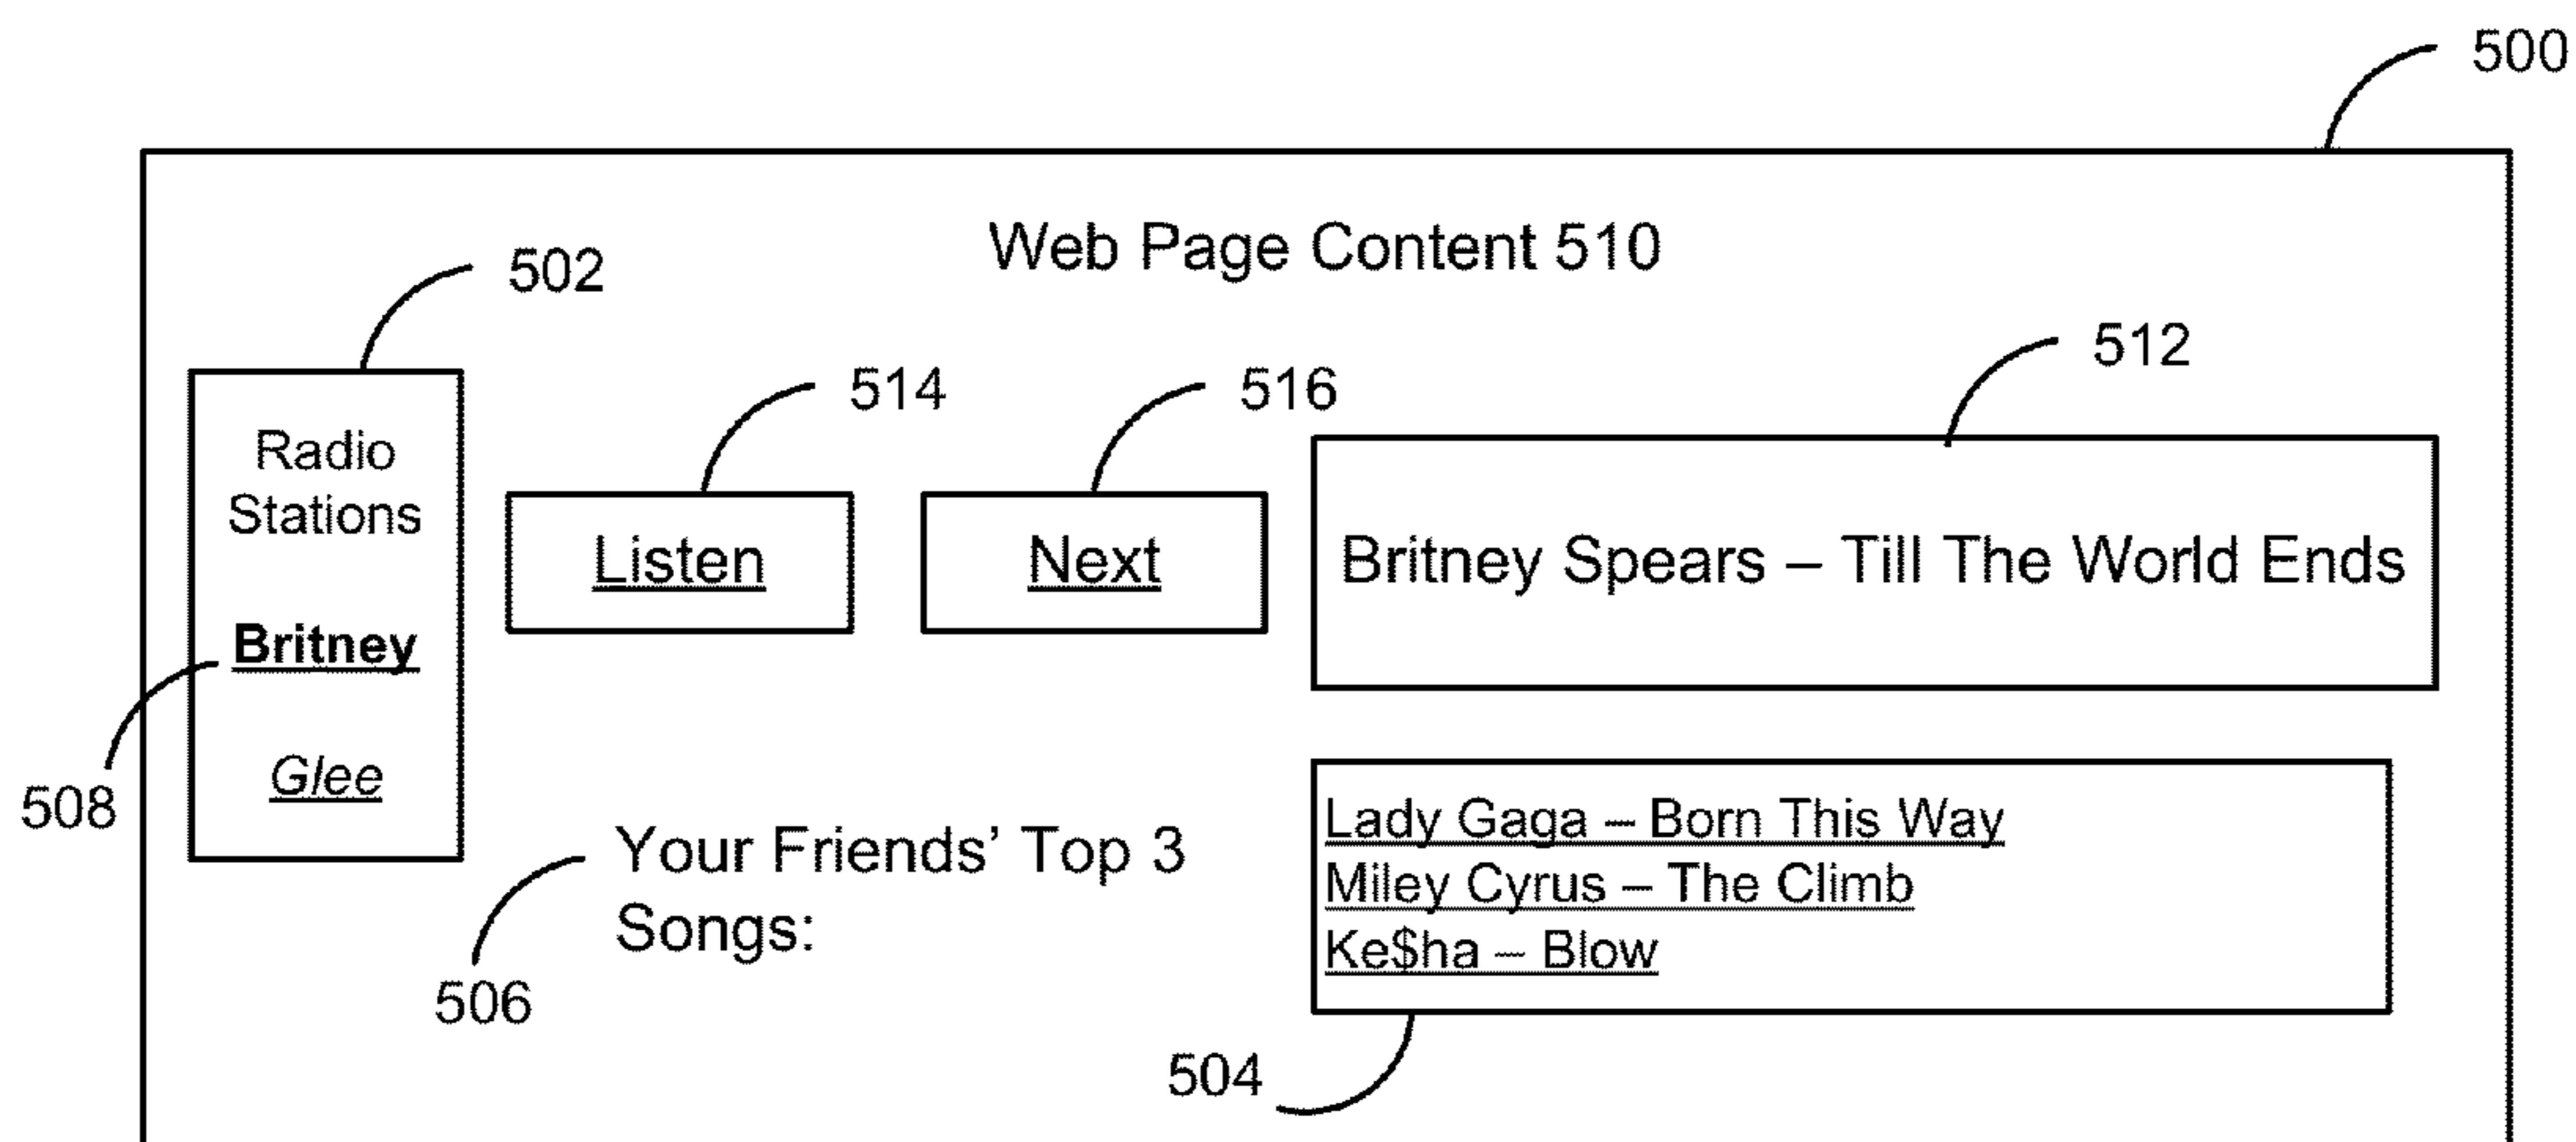 500
Web Page Content 510
502
512
514
516
Radio
Stations
Listen
Next
Britney Spears – Till The World Ends
Britney
Glee
508
Your Friends’ Top 3
Songs:
506
Lady Gaga – Born This Way
Miley Cyrus – The Climb
Ke$ha – Blow
504